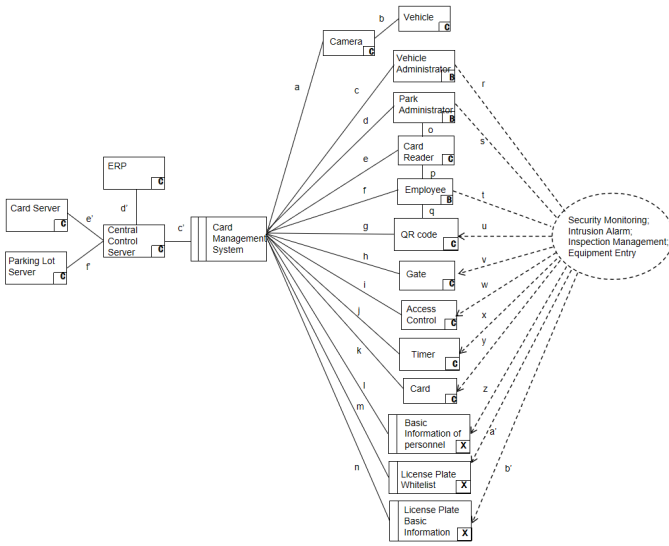 b
Vehicle
C
Camera
C
a
c
Vehicle
Administrator
B
r
d
Park
Administrator
B
s
o
e
Card
Reader
C
p
ERP
C
f
Employee
B
t
q
d'
Card Server
C
e'
Central
Control
Server
C
c'
Card
Management
System
g
QR code
C
u
Security Monitoring;
Intrusion Alarm;
Inspection Management;
Equipment Entry
Parking Lot
Server
C
f'
h
Gate
C
v
i
Access
Control
C
w
j
Timer
C
x
k
Card
C
y
l
Basic
Information of
personnel
X
z
m
License Plate
Whitelist
X
a'
n
License Plate
Basic
Information
X
b'